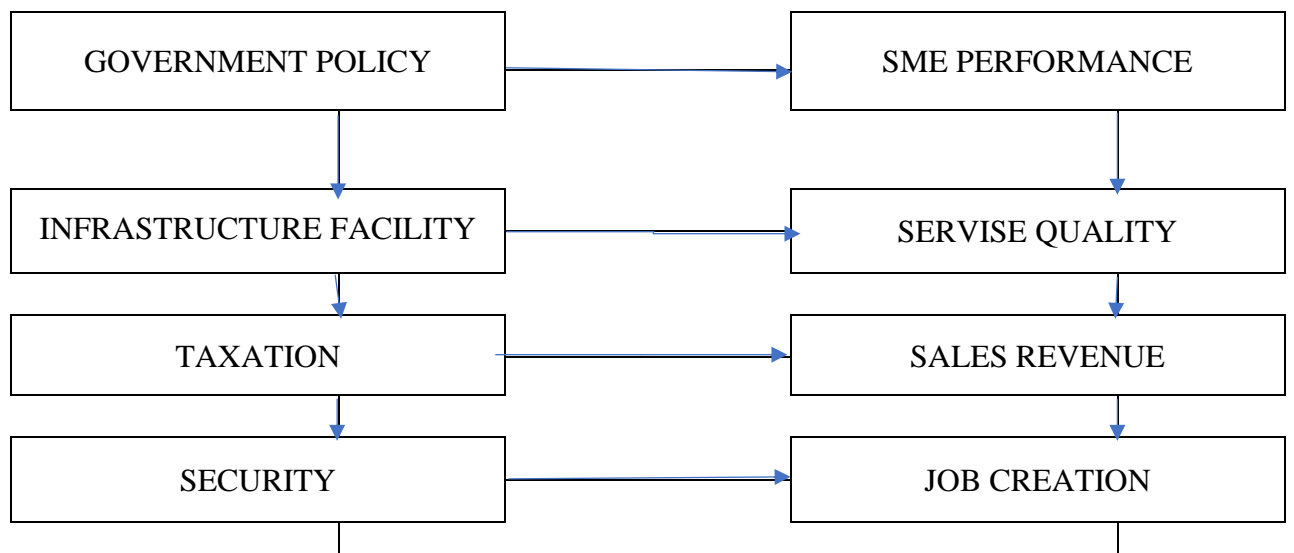 GOVERNMENT POLICY
SME PERFORMANCE
INFRASTRUCTURE FACILITY
SERVISE QUALITY
TAXATION
SALES REVENUE
SECURITY
JOB CREATION